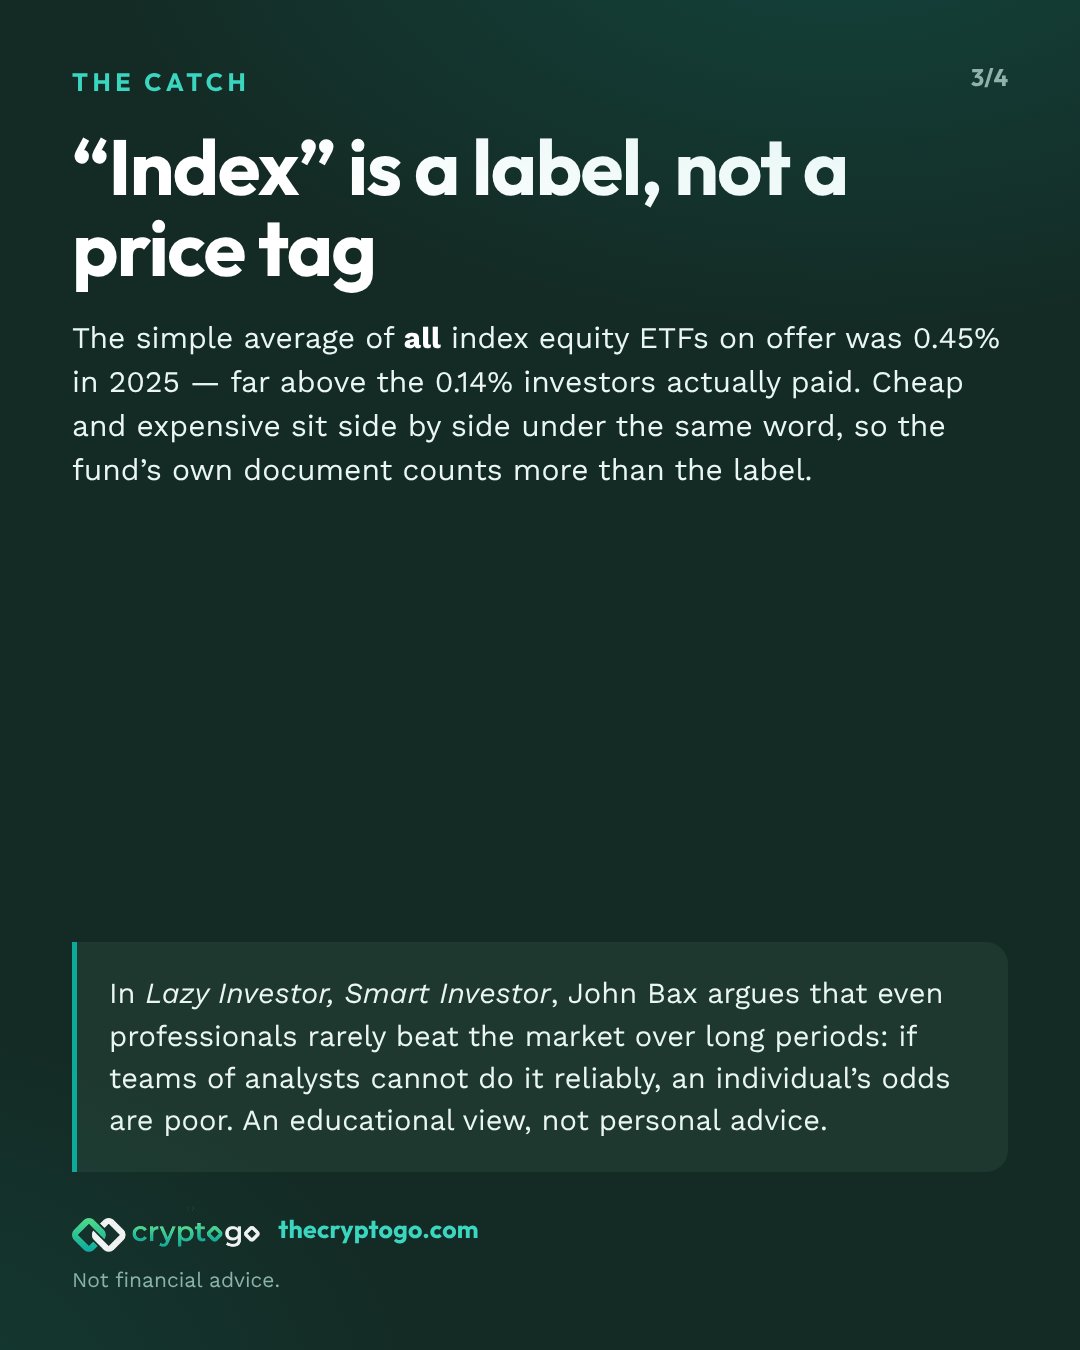 THE CATCH
3/4
“Index” is a label, not a
price tag
The simple average of all index equity ETFs on offer was 0.45%
in 2025 — far above the 0.14% investors actually paid. Cheap
and expensive sit side by side under the same word, so the
fund’s own document counts more than the label.
In Lazy Investor, Smart Investor, John Bax argues that even
professionals rarely beat the market over long periods: if
teams of analysts cannot do it reliably, an individual’s odds
are poor. An educational view, not personal advice.
cryptogo thecryptogo.com
Not financial advice.